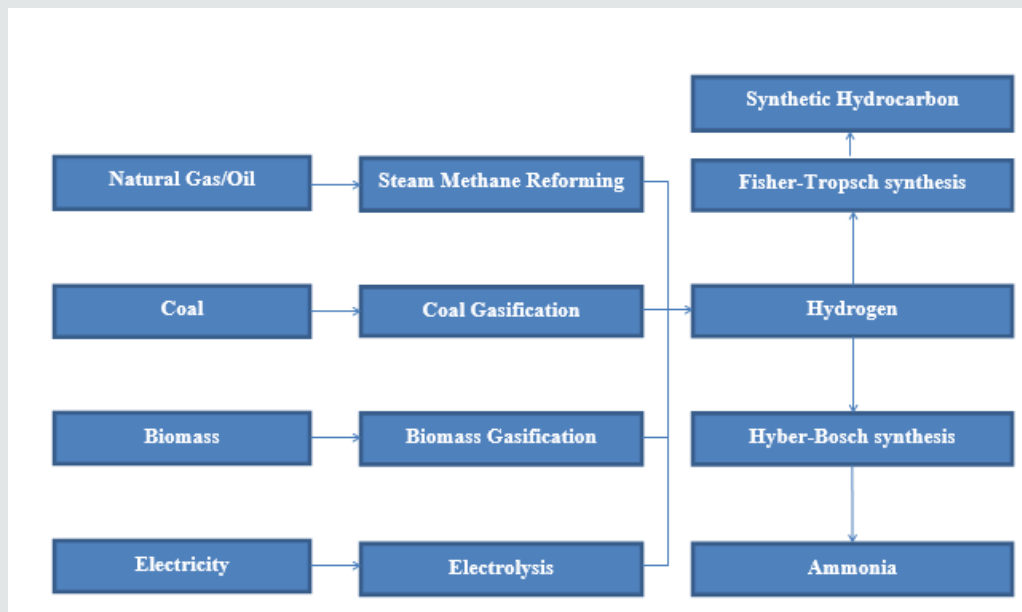 Synthetic Hydrocarbon
Natural Gas/Oil
Steam Methane Reforming
Fisher-Tropsch synthesis
Coal
Coal Gasification
Hydrogen
Biomass
Biomass Gasification
Hyber-Bosch synthesis
Electricity
Electrolysis
Ammonia